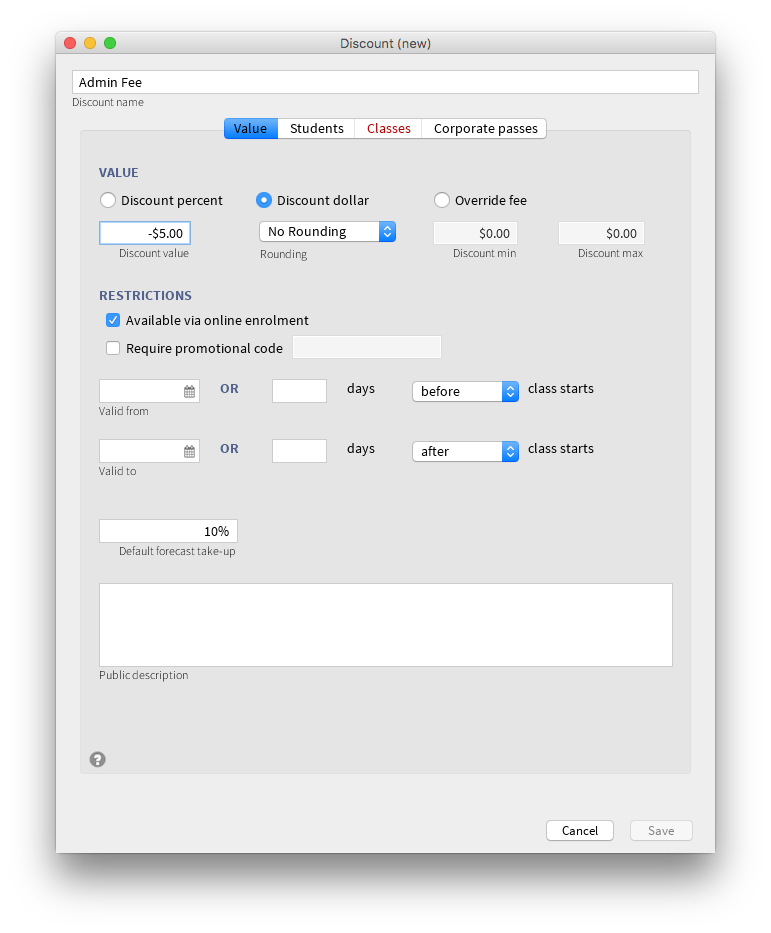 Discount (new)
Admin Fee
Discount name
Value Students Classes Corporate passes
VALUE
Discount percent Discount dollar Override fee
-$5.00 No Rounding $0.00 $0.00
Discount value Rounding Discount min Discount max
RESTRICTIONS
Available via online enrolment
Require promotional code
OR days before class starts
Valid from
OR days after class starts
Valid to
10%
Default forecast take-up
Public description
?
Cancel Save